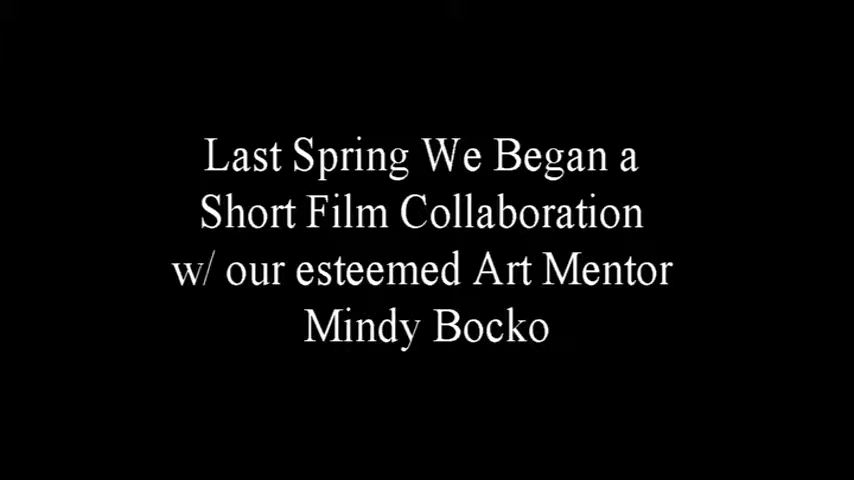 Last Spring We Began a
Short Film Collaboration
w/ our esteemed Art Mentor
Mindy Bocko